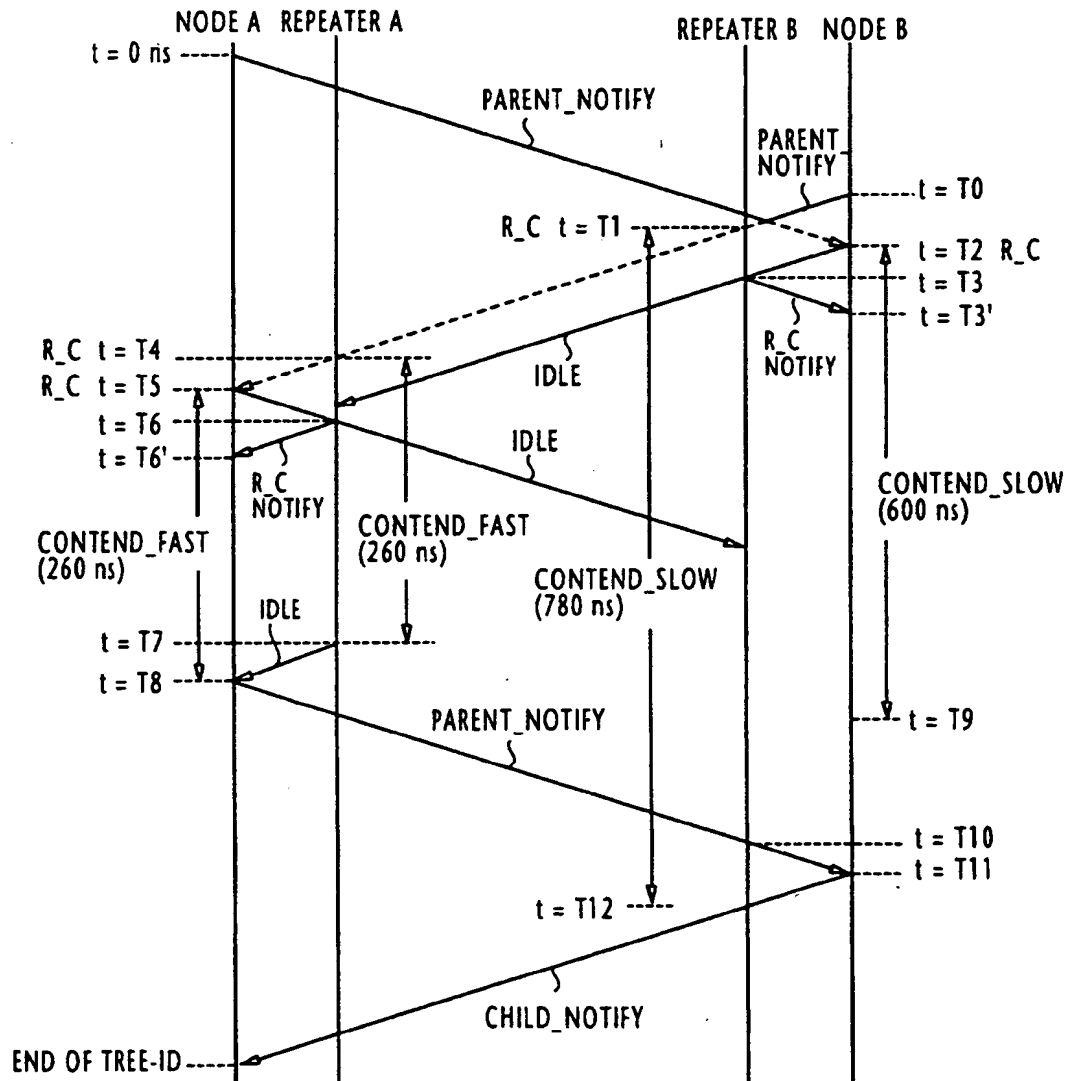 NODE A REPEATER A
REPEATER B NODE B
t = 0 ns
PARENT_NOTIFY
PARENT_
NOTIFY
t = T0
R_C t = T1
t = T2 R_C
t = T3
t = T3'
R_C
NOTIFY
IDLE
R_C t = T4
R_C t = T5
t = T6
t = T6'
R_C
NOTIFY
IDLE
CONTEND_FAST
(260 ns)
CONTEND_FAST
(260 ns)
CONTEND_SLOW
(780 ns)
CONTEND_SLOW
(600 ns)
IDLE
t = T7
t = T8
PARENT_NOTIFY
t = T9
t = T10
t = T11
t = T12
CHILD_NOTIFY
END OF TREE-ID